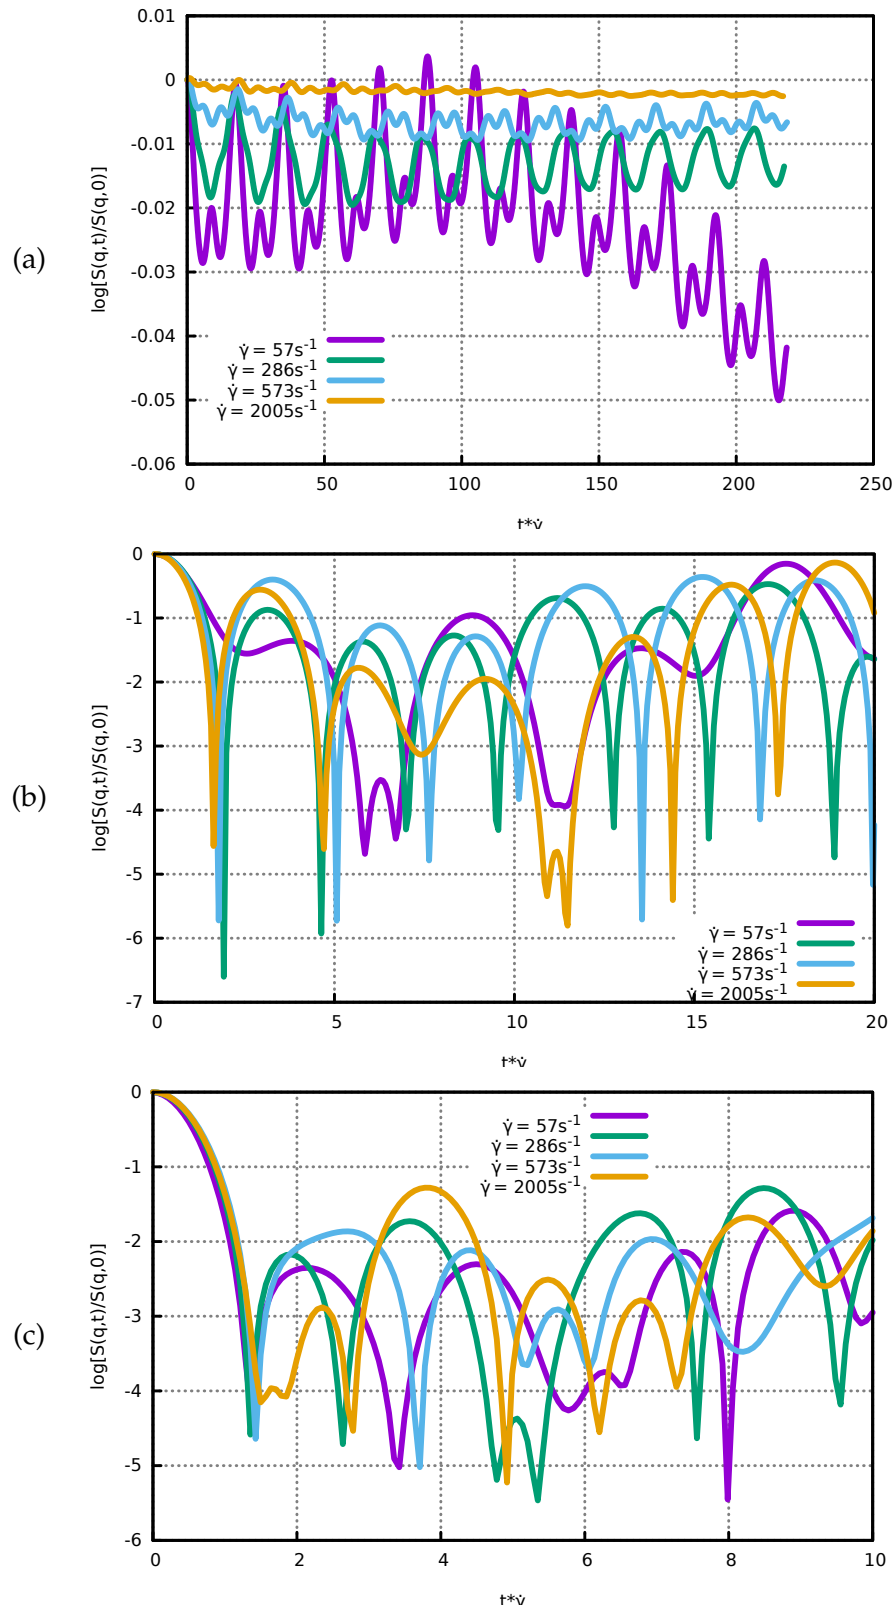 (a)
log[S(q,t)/S(q,0)]
0.01
0
-0.01
-0.02
-0.03
-0.04
-0.05
-0.06
γ̇ = 57s⁻¹
γ̇ = 286s⁻¹
γ̇ = 573s⁻¹
γ̇ = 2005s⁻¹
0 50 100 150 200 250
t*γ̇
(b)
log[S(q,t)/S(q,0)]
0
-1
-2
-3
-4
-5
-6
-7
γ̇ = 57s⁻¹
γ̇ = 286s⁻¹
γ̇ = 573s⁻¹
γ̇ = 2005s⁻¹
0 5 10 15 20
t*γ̇
(c)
log[S(q,t)/S(q,0)]
0
-1
-2
-3
-4
-5
-6
γ̇ = 57s⁻¹
γ̇ = 286s⁻¹
γ̇ = 573s⁻¹
γ̇ = 2005s⁻¹
0 2 4 6 8 10
t*γ̇